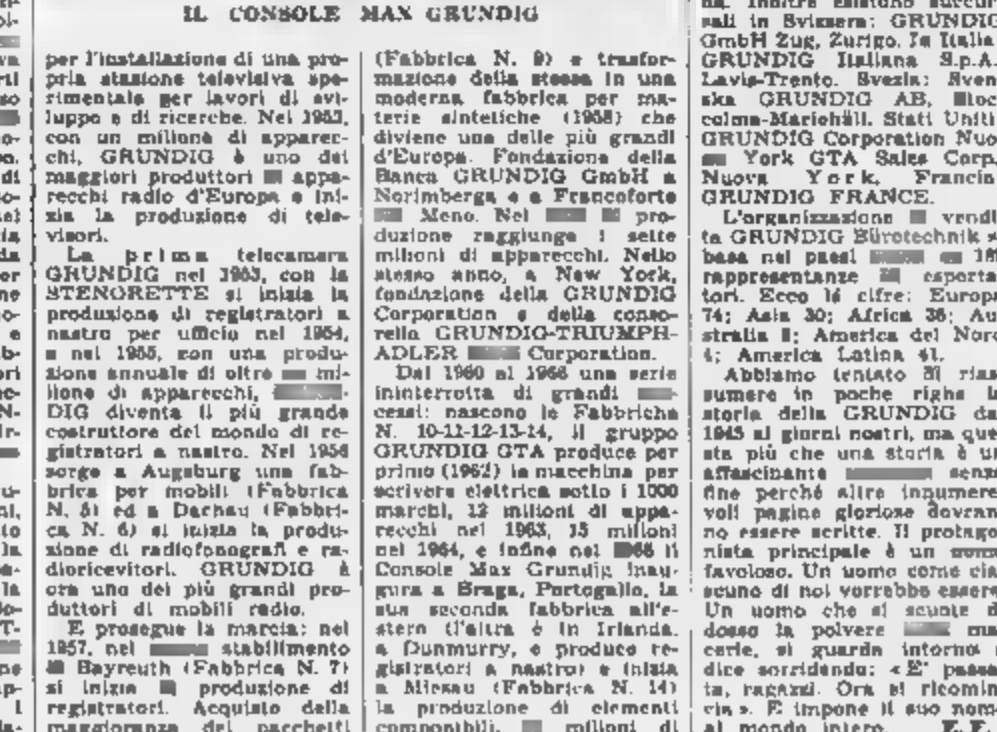 IL CONSOLE MAX GRUNDIG
per l'installazione di una pro-
pria stazione televisiva spe-
rimentale per lavori di svi-
luppo e di ricerche. Nel 1952,
con un milione di apparec-
chi, GRUNDIG è uno dei
maggiori produttori appa-
recchi radio d'Europa e ini-
zia la produzione di tele-
visori.
La prima telecamera
GRUNDIG nel 1953, con la
STENORETTE si inizia la
produzione di registratori a
nastro per ufficio nel 1954,
e nel 1955, con una produ-
zione annuale di oltre mi-
lione di apparecchi,
DIG diventa il più grande
costruttore del mondo di re-
gistratori a nastro. Nel 1956
sorge a Augsburg una fab-
brica per mobili (Fabbrica
N. 5) ed a Dachau (Fabbri-
ca N. 6) si inizia la produ-
zione di radiofonografi e ra-
dioricevitori. GRUNDIG è
ora uno dei più grandi pro-
duttori di mobili radio.
E prosegue la marcia: nel
1957, nel stabilimento
Bayreuth (Fabbrica N. 7)
si inizia produzione di
registratori. Acquisto della
maggioranza dei pacchetti
(Fabbrica N. 9) e trasfor-
mazione della stessa in una
moderna fabbrica per ma-
terie sintetiche (1958) che
diviene una delle più grandi
d'Europa. Fondazione della
Banca GRUNDIG GmbH a
Norimberga e a Francoforte
Meno. Nel pro-
duzione raggiunge i sette
milioni di apparecchi. Nello
stesso anno, a New York,
fondazione della GRUNDIG
Corporation e della conso-
rella GRUNDIG-TRIUMPH-
ADLER Corporation.
Dal 1960 al 1966 una serie
ininterrotta di grandi
cessi: nascono le Fabbriche
N. 10-11-12-13-14, il gruppo
GRUNDIG GTA produce per
primo (1962) la macchina per
scrivere elettrica sotto i 1000
marchi, 12 milioni di appa-
recchi nel 1963, 15 milioni
nel 1964, e infine nel il
Console Max Grundig inau-
gura a Braga, Portogallo, la
sua seconda fabbrica all'e-
stero (l'altra è in Irlanda,
a Dunmurry, e produce re-
gistratori a nastro) e inizia
a Miesau (Fabbrica N. 14)
la produzione di elementi
componibili. milioni di
na. Inoltre esistono succur-
sali in Svizzera: GRUNDIG
GmbH Zug, Zurigo. In Italia
GRUNDIG Italiana S.p.A.
Lavis-Trento. Svezia: Sven
ska GRUNDIG AB,
colma-Mariehäll. Stati Uniti
GRUNDIG Corporation Nuo
York GTA Sales Corp.
Nuova York, Francia
GRUNDIG FRANCE.
L'organizzazione vendi
ta GRUNDIG Bürotechnik
basa nei paesi
rappresentanze esporta
tori. Ecco le cifre: Europa
74; Asia 30; Africa 36; Au
stralia 8; America del Nord
4; America Latina 41.
Abbiamo tentato di rias
sumere in poche righe la
storia della GRUNDIG da
1945 ai giorni nostri, ma que
sta più che una storia è un
affascinante senza
fine perché altre innumere
voli pagine gloriose dovran
no essere scritte. Il protago
nista principale è un uomo
favoloso. Un uomo come cia
scuno di noi vorrebbe essere
Un uomo che si scuote d
dosso la polvere
cerie, si guarda intorno
dice sorridendo: «E' passa
ta, ragazzi. Ora si ricomin
cia». E impone il suo nom
al mondo intero. E. F.